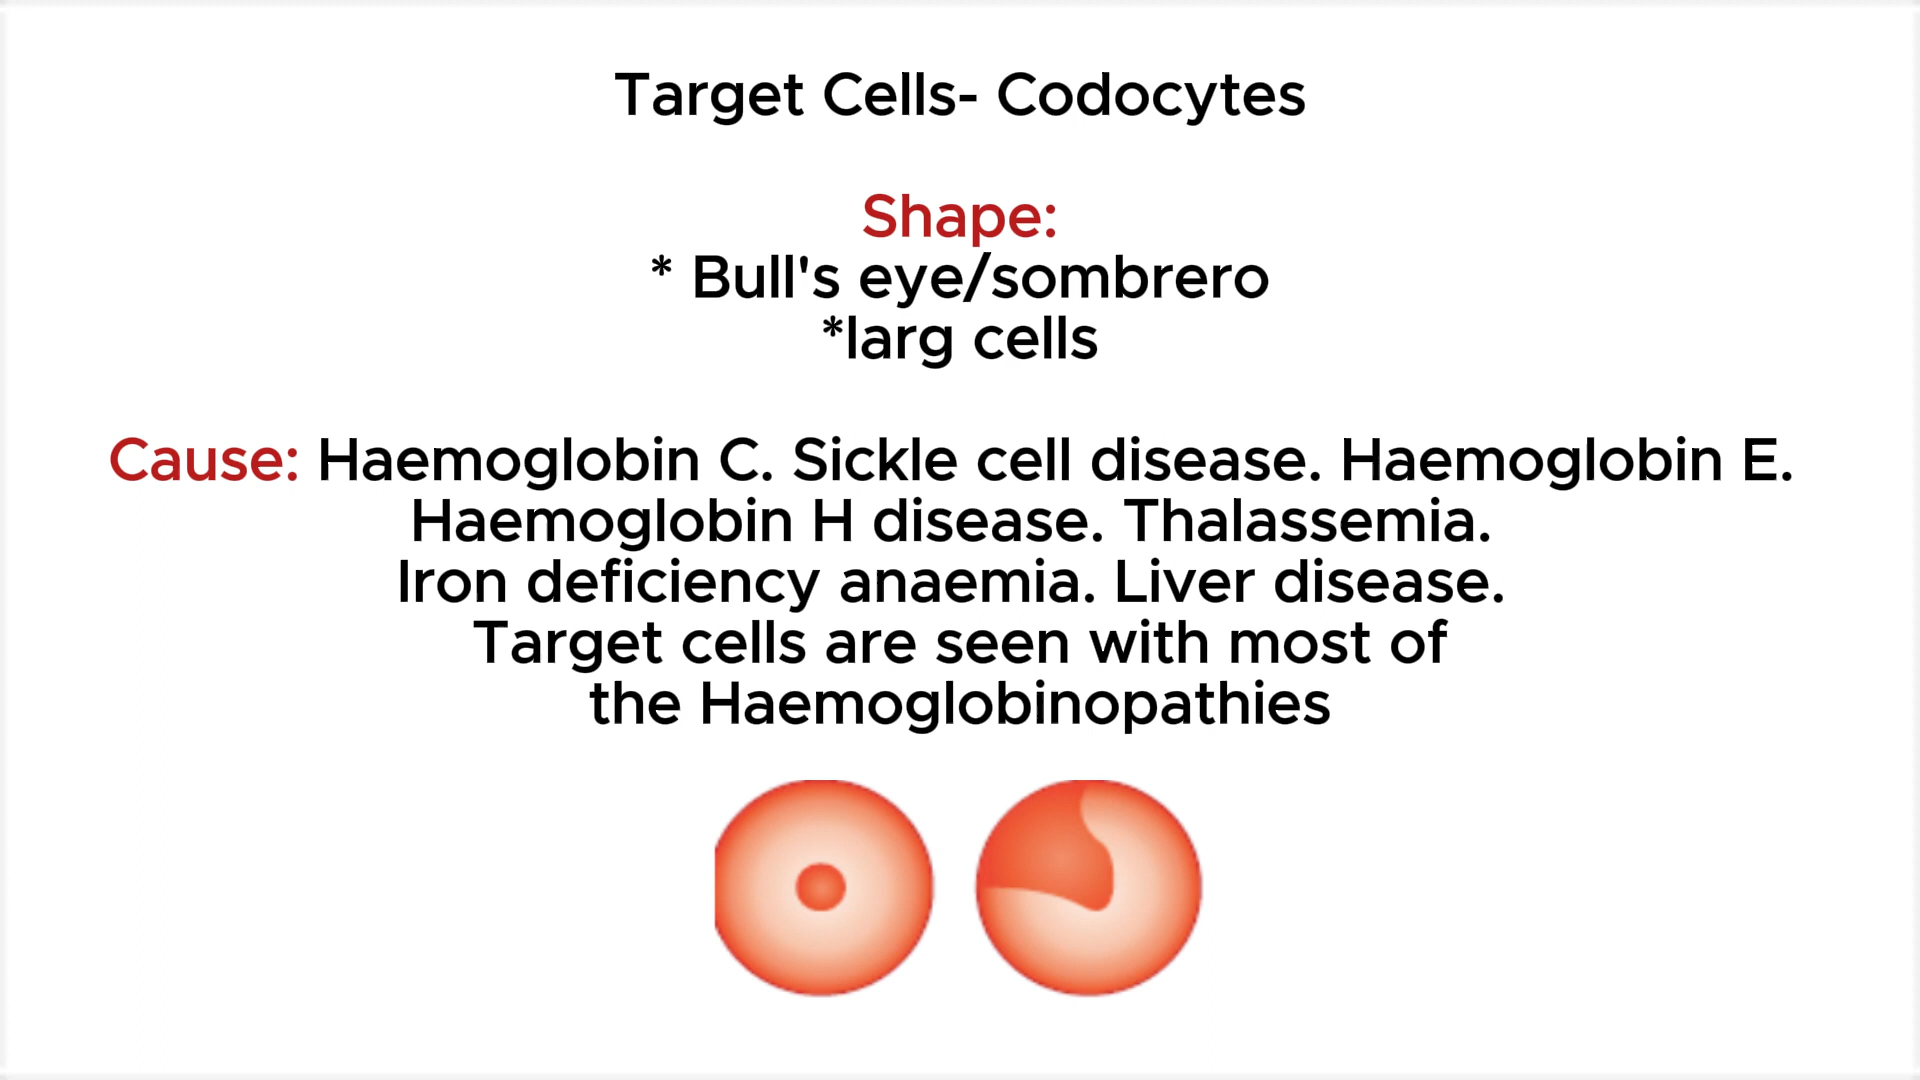 Target Cells- Codocytes
Shape:
* Bull's eye/sombrero
*larg cells
Cause: Haemoglobin C. Sickle cell disease. Haemoglobin E.
Haemoglobin H disease. Thalassemia.
Iron deficiency anaemia. Liver disease.
Target cells are seen with most of
the Haemoglobinopathies